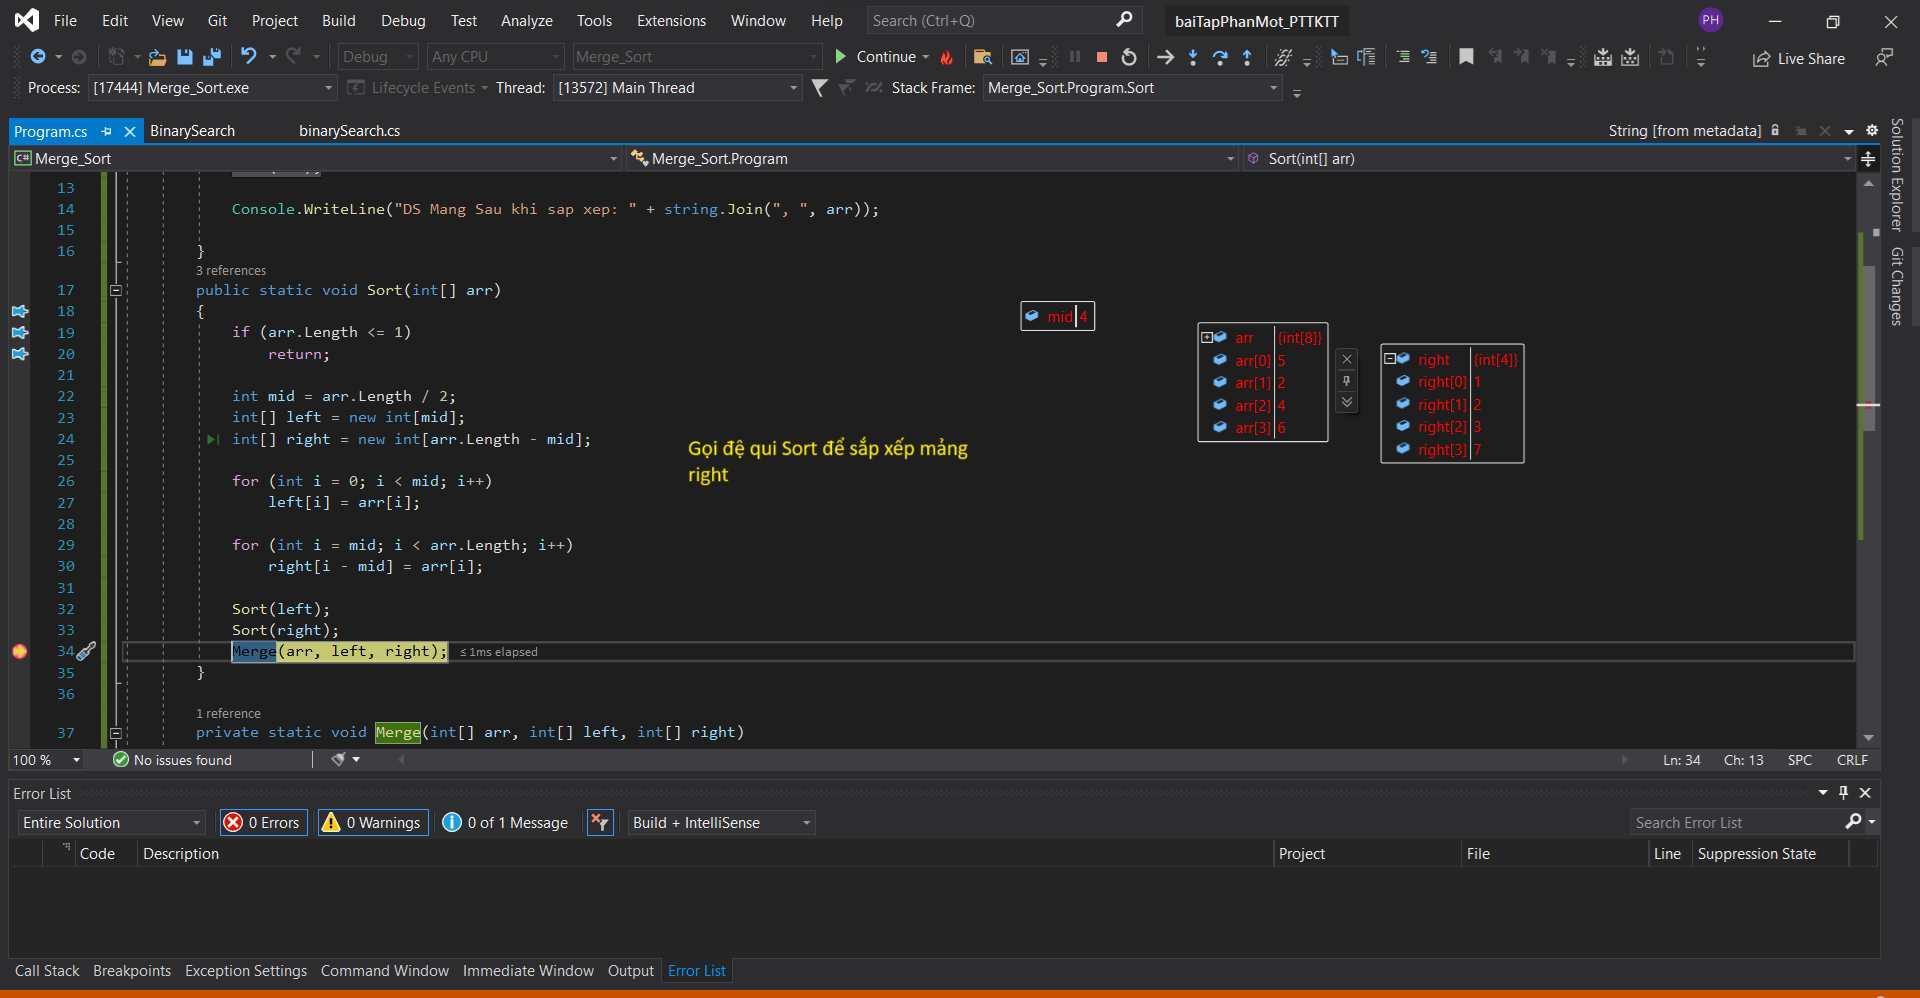 File Edit View Git Project Build Debug Test Analyze Tools Extensions Window Help Search (Ctrl+Q) baiTapPhanMot_PTTKTT PH
Debug Any CPU Merge_Sort Continue Live Share
Process: [17444] Merge_Sort.exe Lifecycle Events Thread: [13572] Main Thread Stack Frame: Merge_Sort.Program.Sort
Program.cs BinarySearch binarySearch.cs String [from metadata]
C# Merge_Sort Merge_Sort.Program Sort(int[] arr)
13
14 Console.WriteLine("DS Mang Sau khi sap xep: " + string.Join(", ", arr));
15
16 }
3 references
17 public static void Sort(int[] arr)
18 {
19 if (arr.Length <= 1)
20 return;
21
22 int mid = arr.Length / 2;
23 int[] left = new int[mid];
24 int[] right = new int[arr.Length - mid];
25
26 for (int i = 0; i < mid; i++)
27 left[i] = arr[i];
28
29 for (int i = mid; i < arr.Length; i++)
30 right[i - mid] = arr[i];
31
32 Sort(left);
33 Sort(right);
34 Merge(arr, left, right); ≤ 1ms elapsed
35 }
36
1 reference
37 private static void Merge(int[] arr, int[] left, int[] right)
mid 4
arr {int[8]}
arr[0] 5
arr[1] 2
arr[2] 4
arr[3] 6
right {int[4]}
right[0] 1
right[1] 2
right[2] 3
right[3] 7
Gọi đệ qui Sort để sắp xếp mảng
right
Solution Explorer
Git Changes
100 % No issues found Ln: 34 Ch: 13 SPC CRLF
Error List
Entire Solution 0 Errors 0 Warnings 0 of 1 Message Build + IntelliSense Search Error List
Code Description Project File Line Suppression State
Call Stack Breakpoints Exception Settings Command Window Immediate Window Output Error List